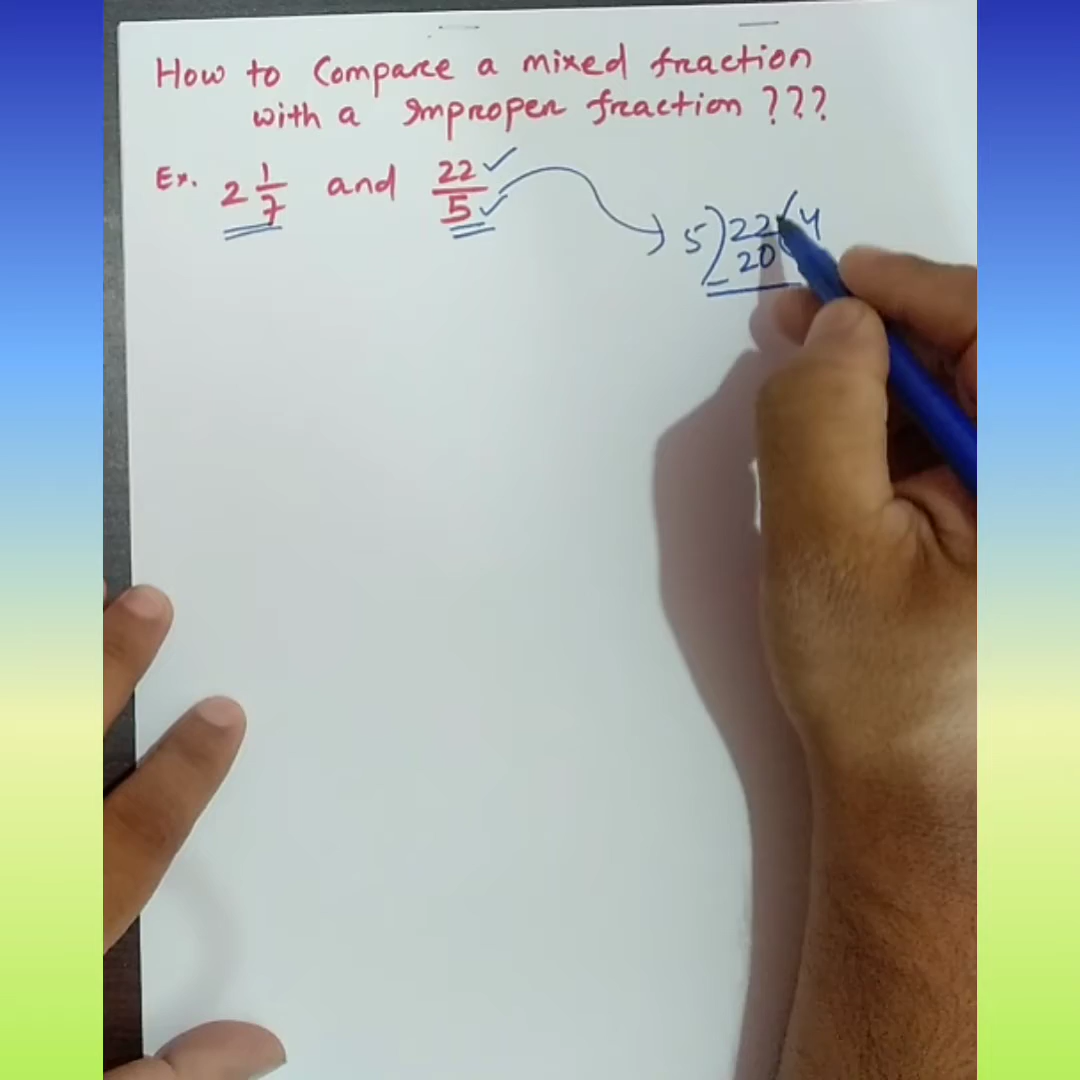 How to Compare a mixed fraction
with a Improper fraction ???
Ex. 2 1/7 and 22/5
5)22(4
- 20